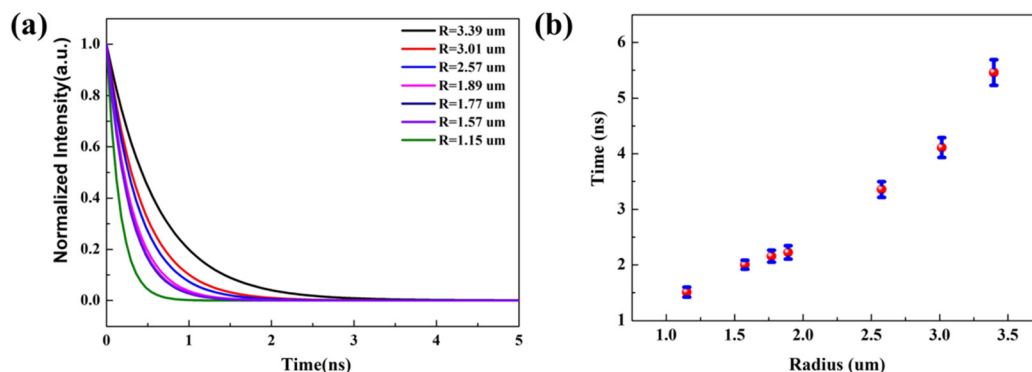 (a)
Normalized Intensity(a.u.)
1.0
0.8
0.6
0.4
0.2
0.0
R=3.39 um
R=3.01 um
R=2.57 um
R=1.89 um
R=1.77 um
R=1.57 um
R=1.15 um
0 1 2 3 4 5
Time(ns)
(b)
Time (ns)
6
5
4
3
2
1
1.0 1.5 2.0 2.5 3.0 3.5
Radius (um)